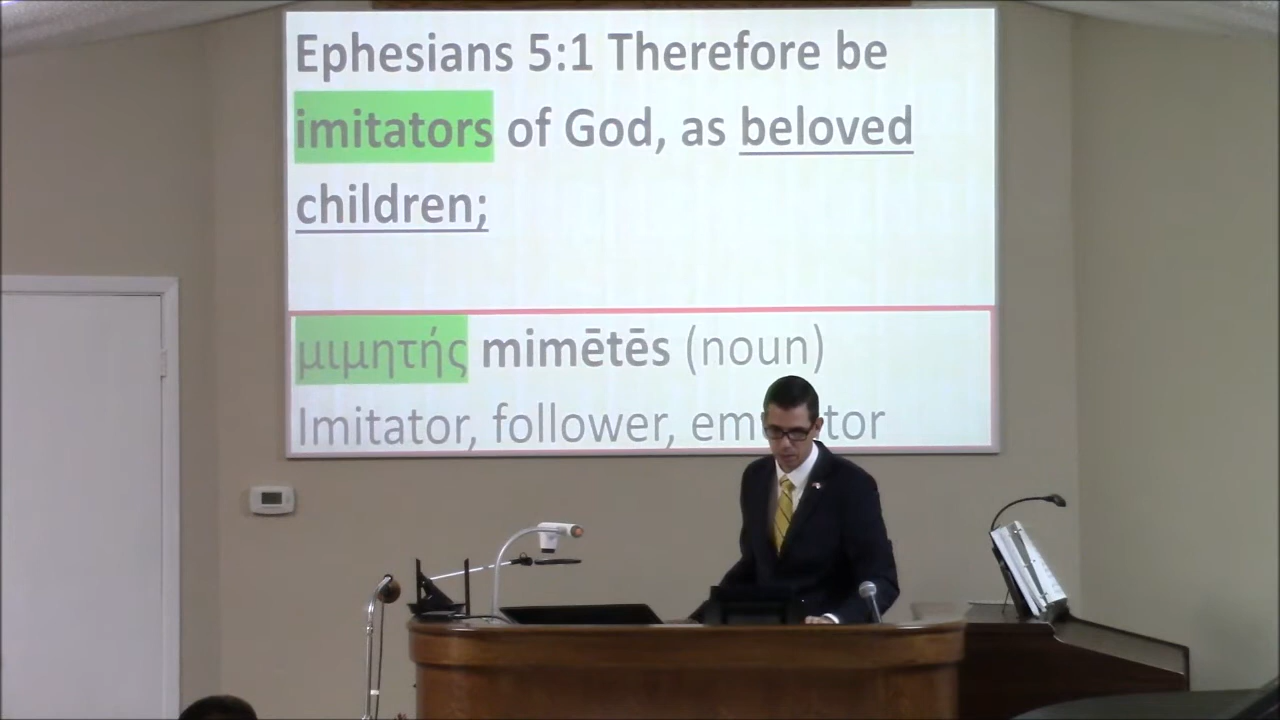 Ephesians 5:1 Therefore be
imitators of God, as beloved
children;
μιμητής mimētēs (noun)
Imitator, follower,